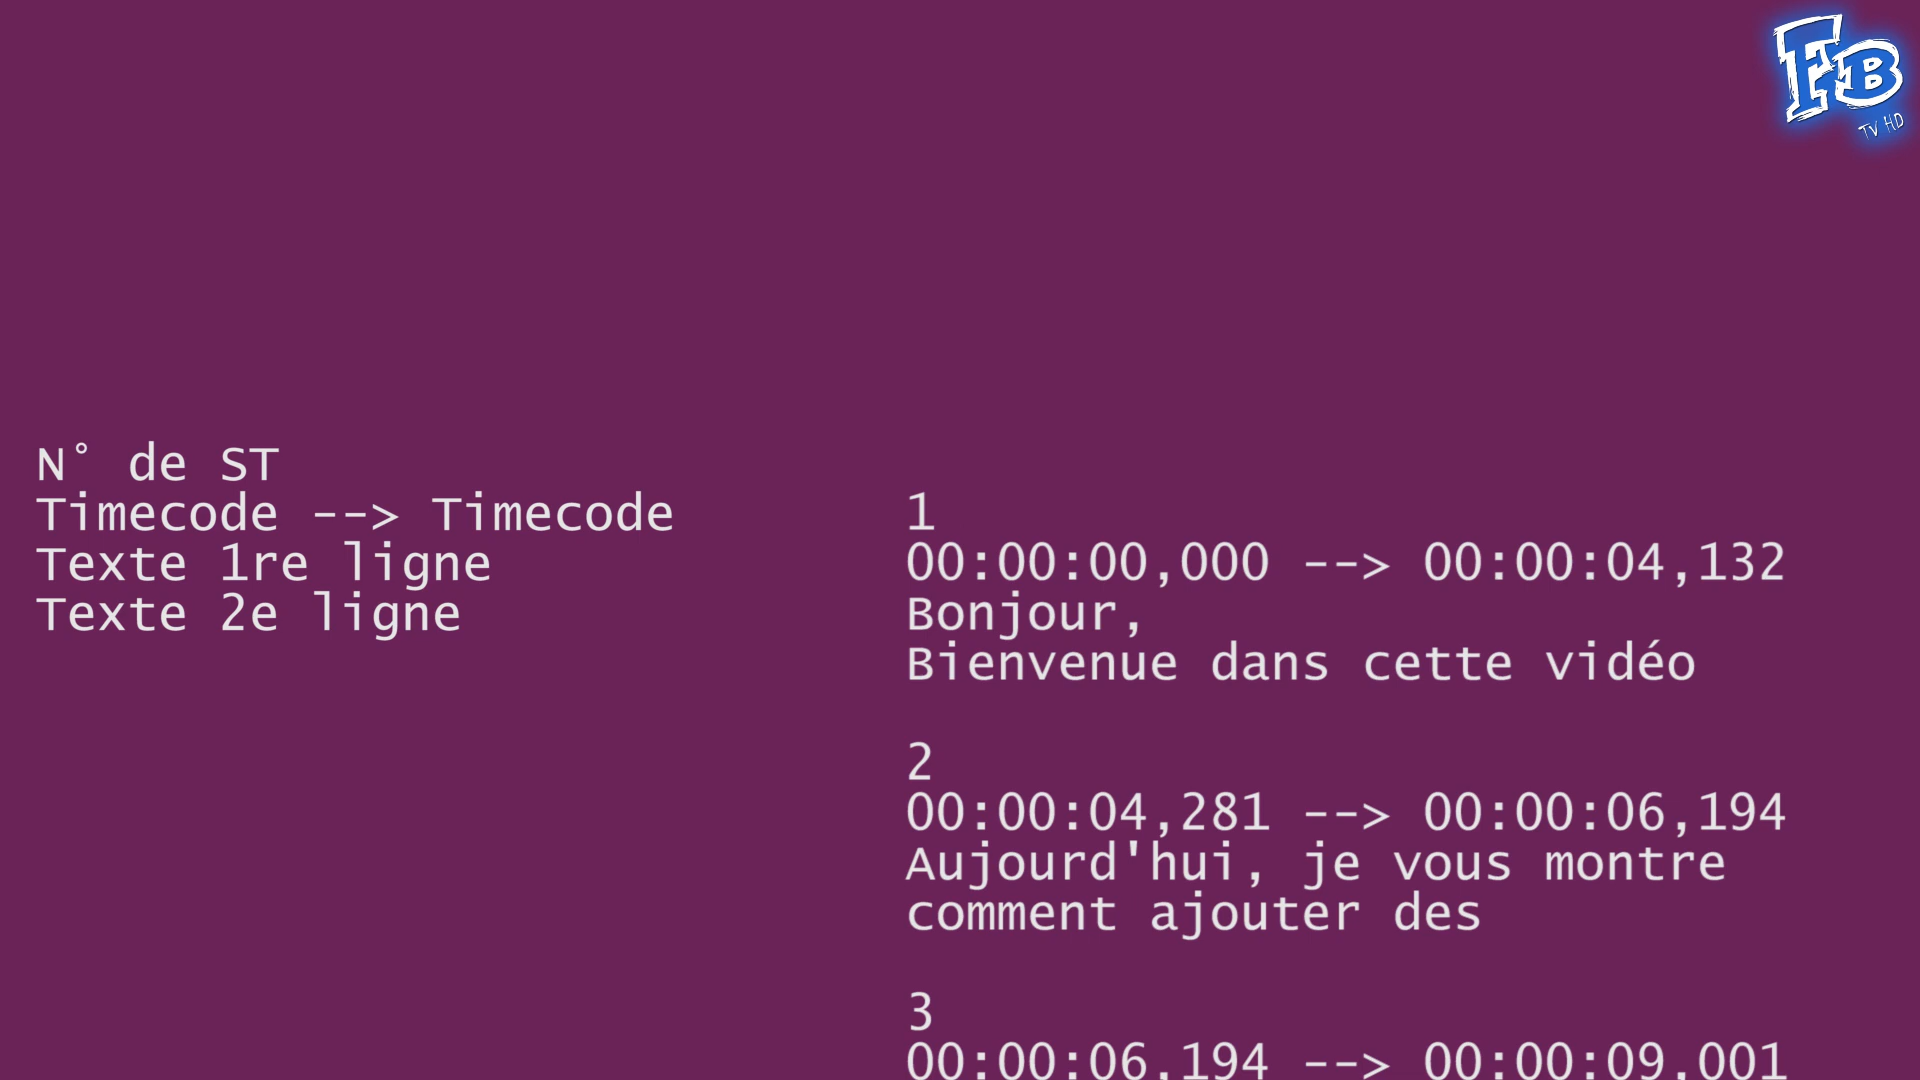 FB
TV HD
N° de ST
Timecode --> Timecode
Texte 1re ligne
Texte 2e ligne
1
00:00:00,000 --> 00:00:04,132
Bonjour,
Bienvenue dans cette vidéo
2
00:00:04,281 --> 00:00:06,194
Aujourd'hui, je vous montre
comment ajouter des
3
00:00:06,194 --> 00:00:09,001